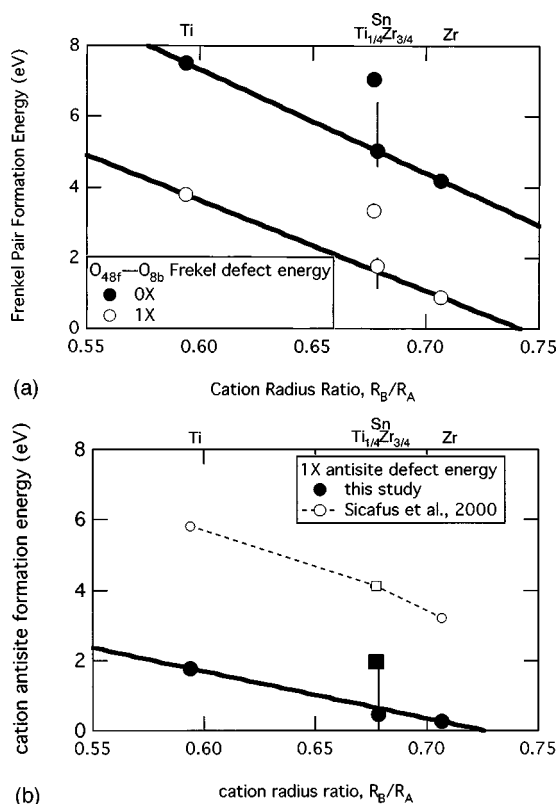 Ti
Sn
Ti1/4Zr3/4
Zr
8
6
4
2
0
Frenkel Pair Formation Energy (eV)
O48f—O8b Frekel defect energy
0X
1X
0.55
0.60
0.65
0.70
0.75
(a)
Cation Radius Ratio, RB/RA
Ti
Sn
Ti1/4Zr3/4
Zr
8
6
4
2
0
cation antisite formation energy (eV)
1X antisite defect energy
this study
Sicafus et al., 2000
0.55
0.60
0.65
0.70
0.75
(b)
cation radius ratio, RB/RA